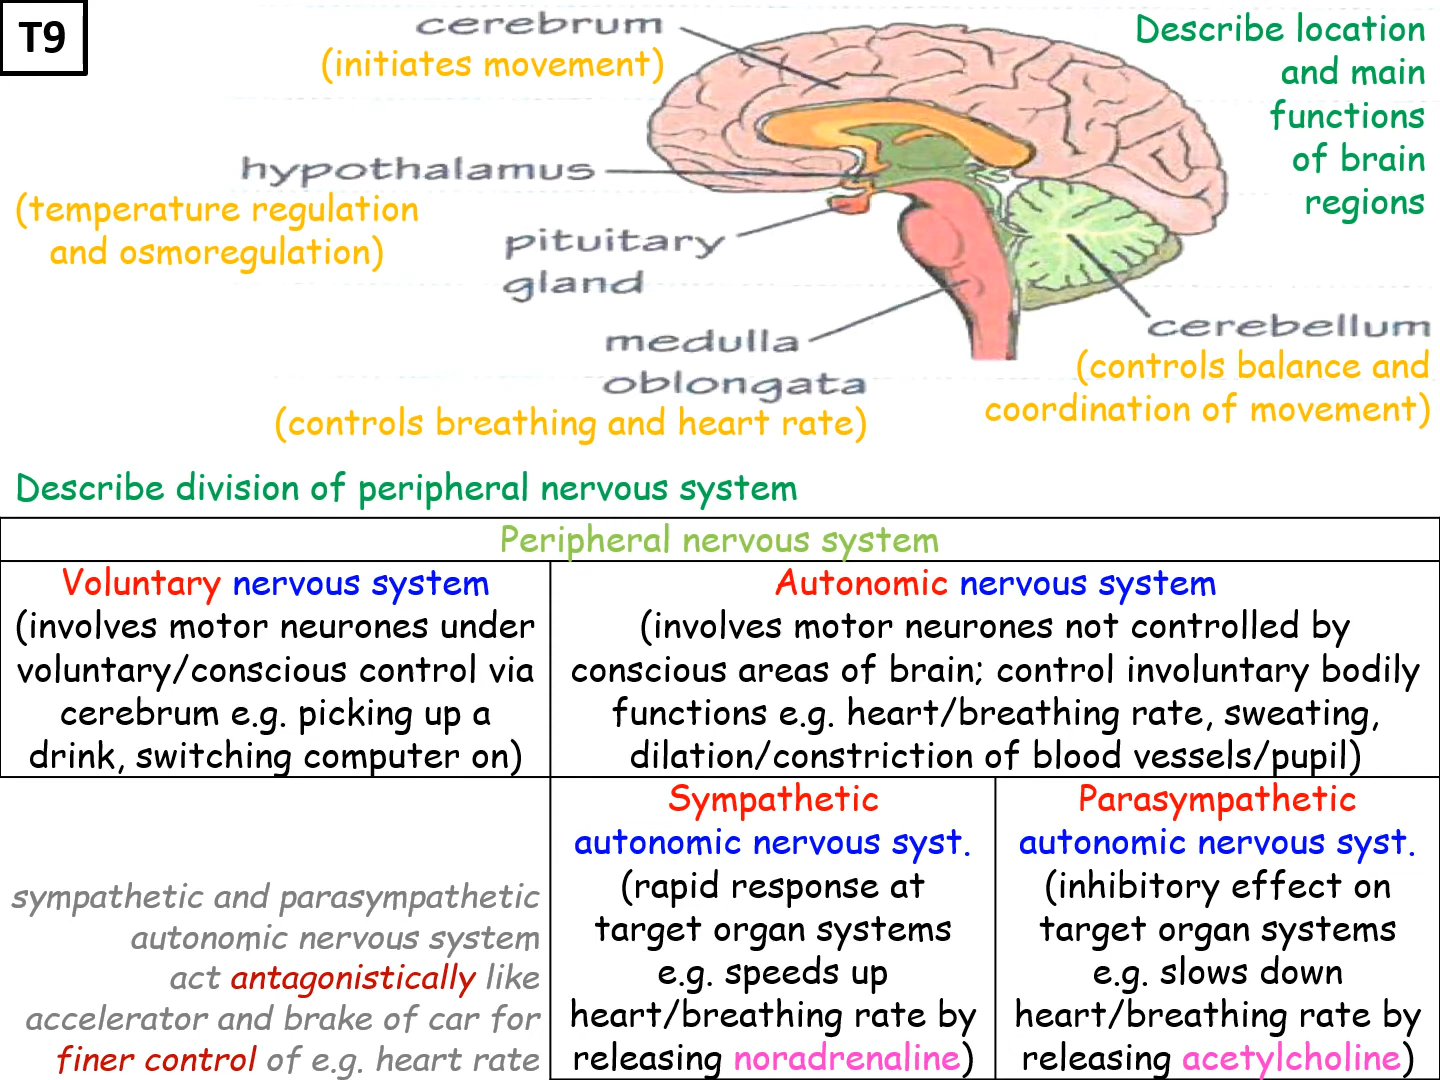 T9
cerebrum
(initiates movement)
Describe location
and main
functions
of brain
regions
hypothalamus
(temperature regulation
and osmoregulation)
pituitary
gland
medulla
oblongata
(controls breathing and heart rate)
cerebellum
(controls balance and
coordination of movement)
Describe division of peripheral nervous system
Peripheral nervous system
Voluntary nervous system
(involves motor neurones under
voluntary/conscious control via
cerebrum e.g. picking up a
drink, switching computer on)
Autonomic nervous system
(involves motor neurones not controlled by
conscious areas of brain; control involuntary bodily
functions e.g. heart/breathing rate, sweating,
dilation/constriction of blood vessels/pupil)
sympathetic and parasympathetic
autonomic nervous system
act antagonistically like
accelerator and brake of car for
finer control of e.g. heart rate
Sympathetic
autonomic nervous syst.
(rapid response at
target organ systems
e.g. speeds up
heart/breathing rate by
releasing noradrenaline)
Parasympathetic
autonomic nervous syst.
(inhibitory effect on
target organ systems
e.g. slows down
heart/breathing rate by
releasing acetylcholine)